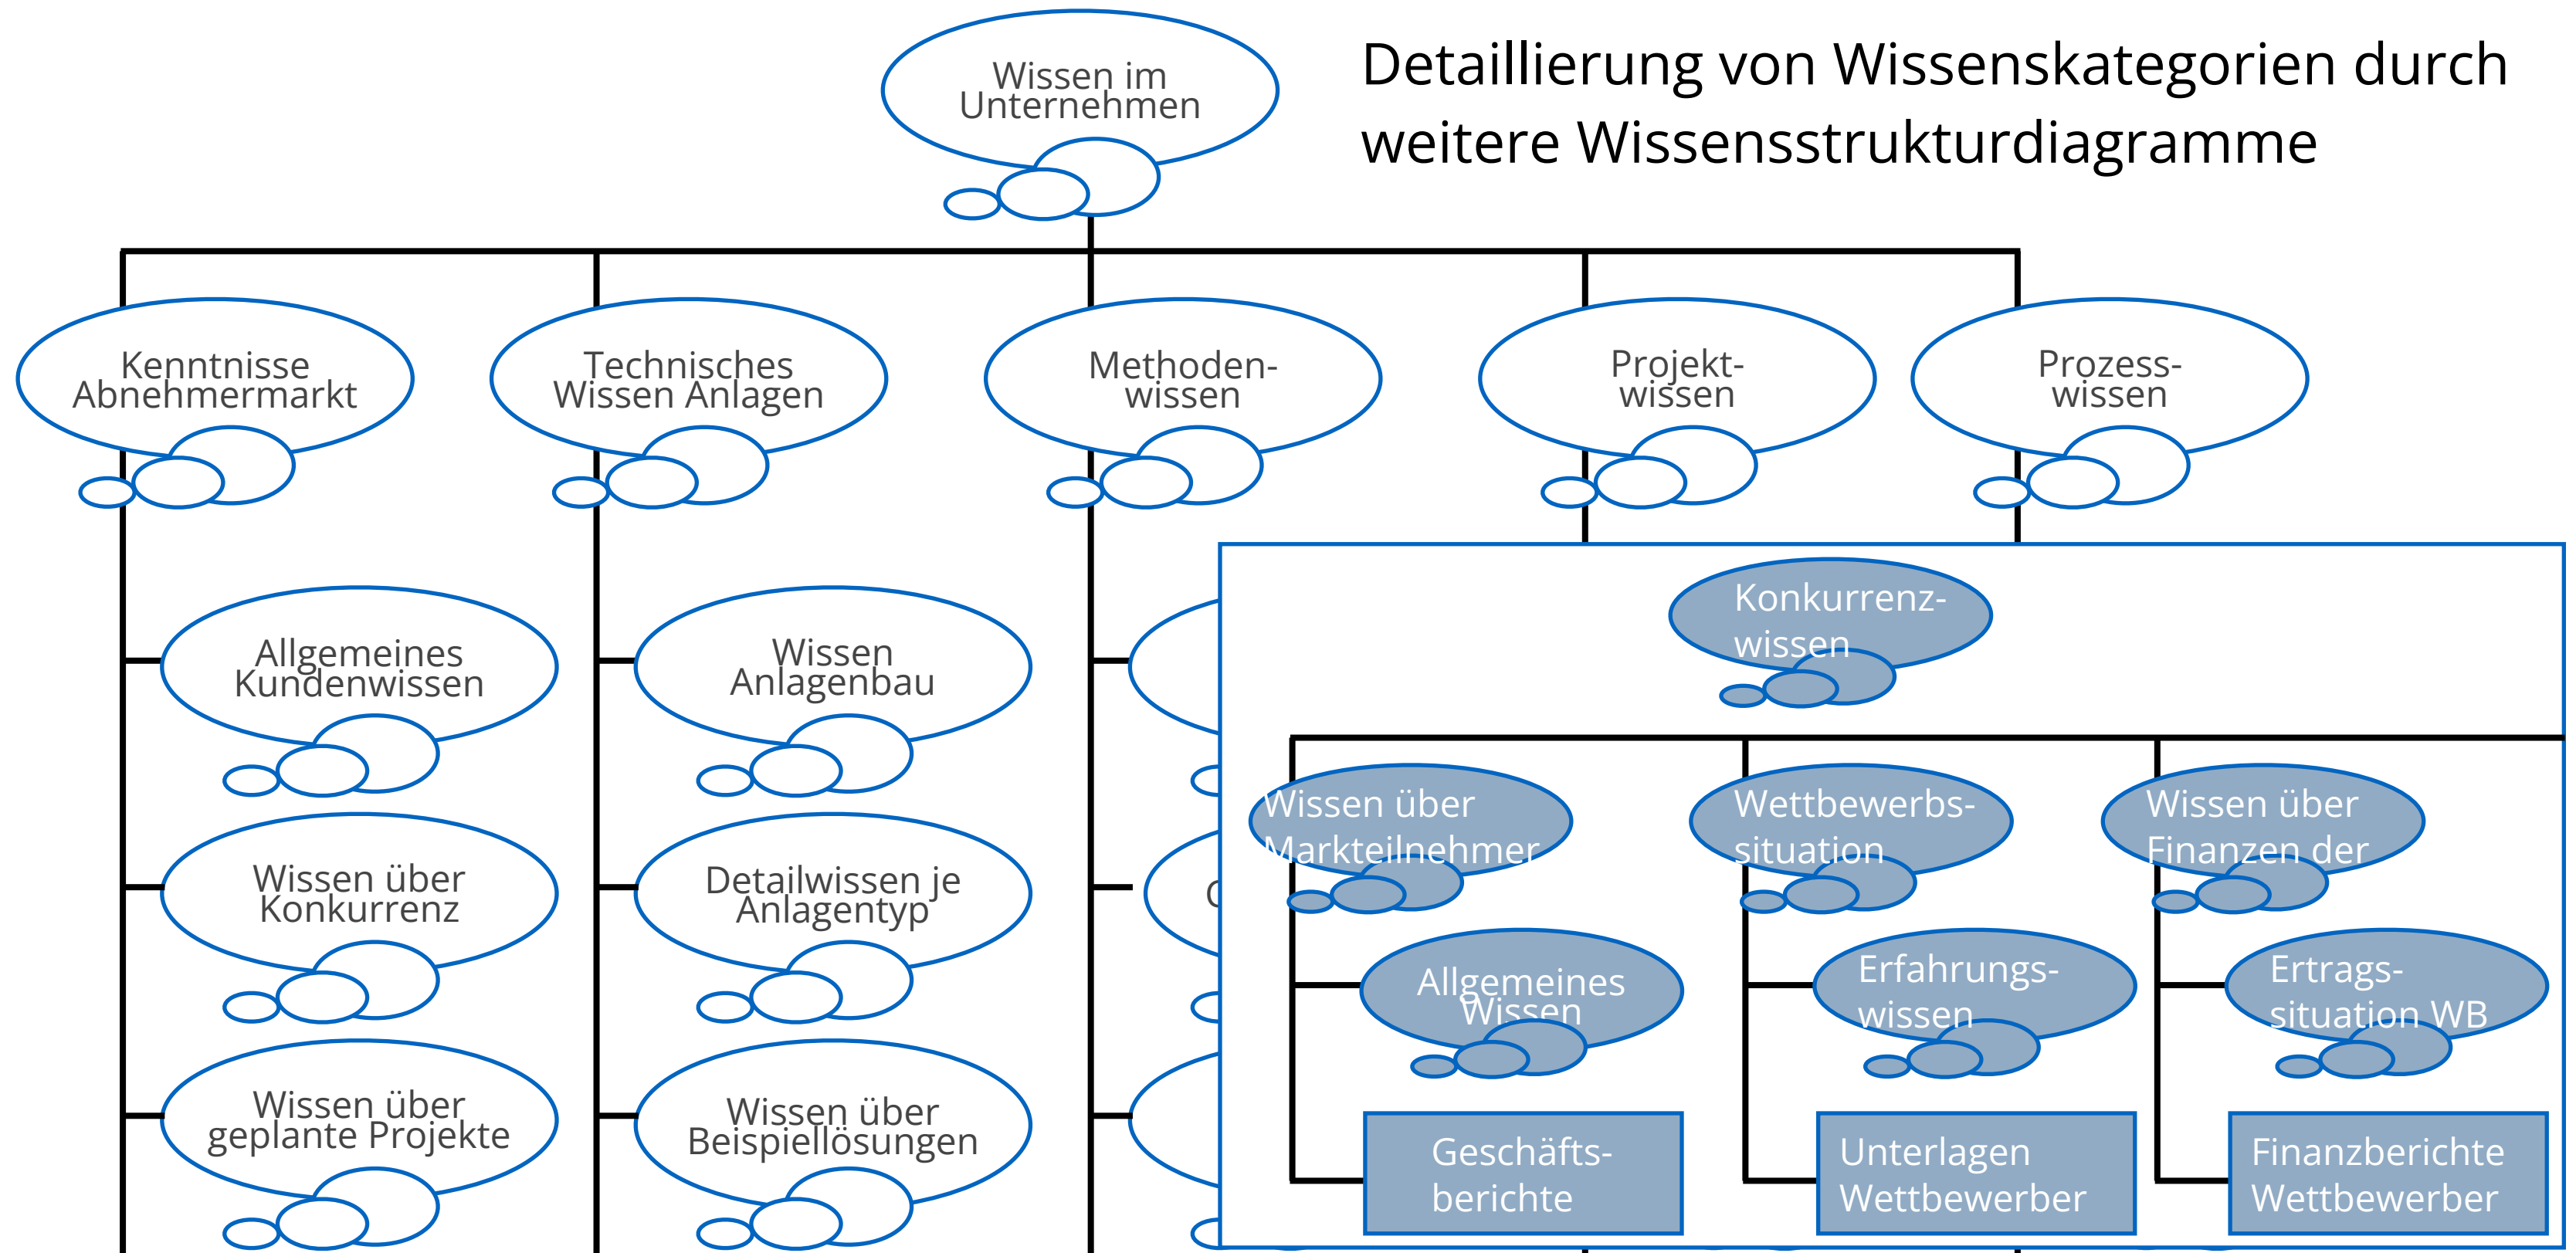 Wissen im
Unternehmen
Detaillierung von Wissenskategorien durch
weitere Wissensstrukturdiagramme
Kenntnisse
Abnehmermarkt
Technisches
Wissen Anlagen
Methoden-
wissen
Projekt-
wissen
Prozess-
wissen
Allgemeines
Kundenwissen
Wissen
Anlagenbau
Wissen über
Konkurrenz
Detailwissen je
Anlagentyp
Wissen über
geplante Projekte
Wissen über
Beispiellösungen
Konkurrenz-
wissen
Wissen über
Markteilnehmer
Wettbewerbs-
situation
Wissen über
Finanzen der
Allgemeines
Wissen
Erfahrungs-
wissen
Ertrags-
situation WB
Geschäfts-
berichte
Unterlagen
Wettbewerber
Finanzberichte
Wettbewerber